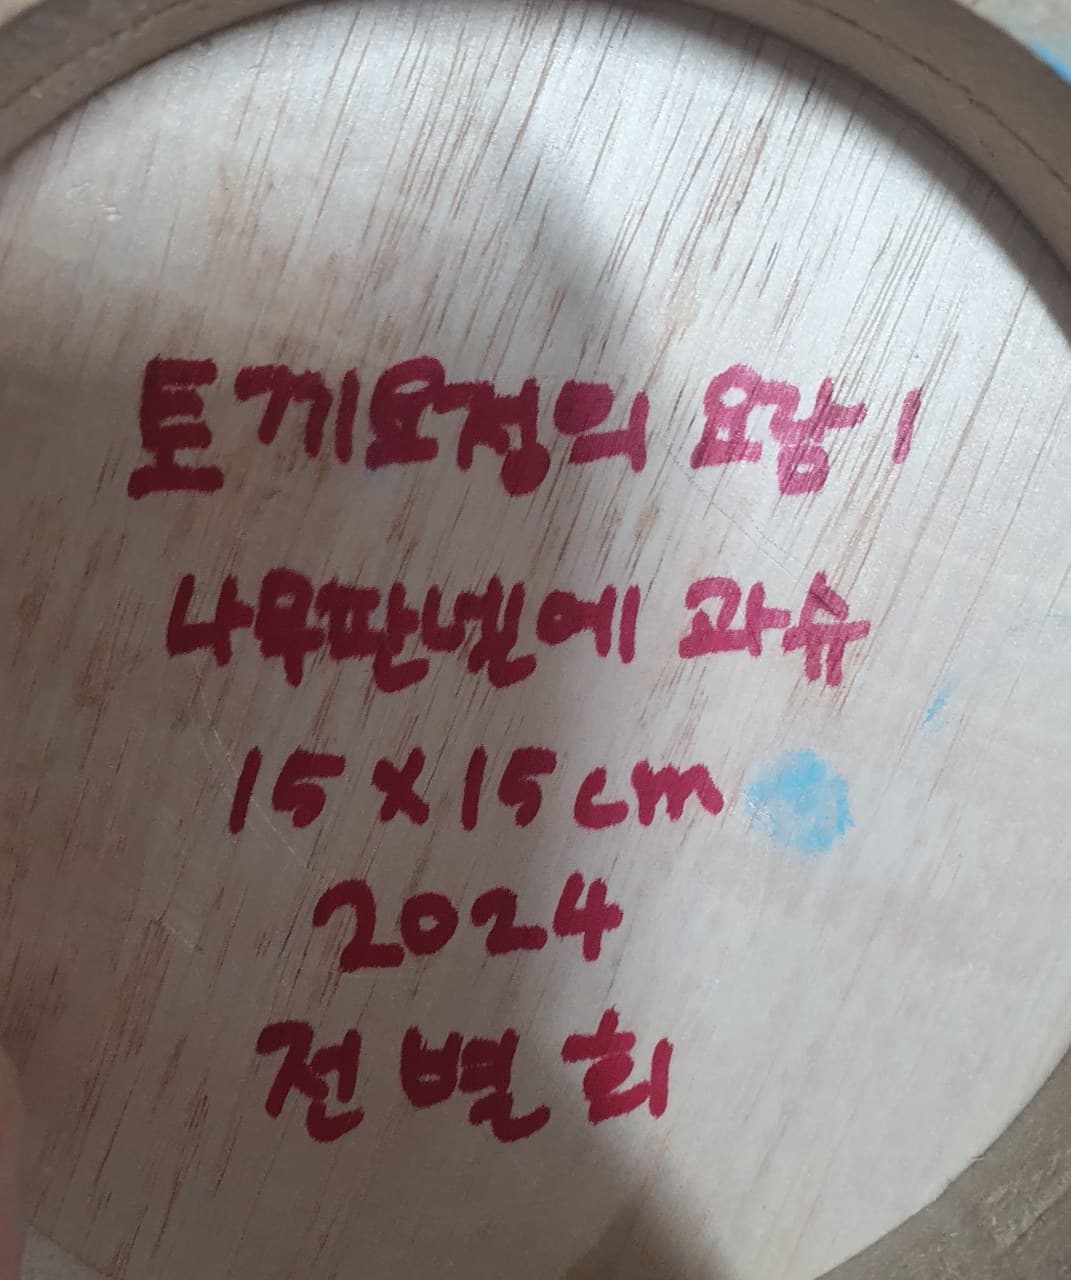 토끼요정의 요람 1
나무판넬에 과슈
15 x 15 cm
2024
전별희